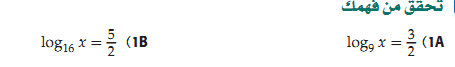 تحقق من فهمك
log₉ x = 3/2 (1A
log₁₆ x = 5/2 (1B